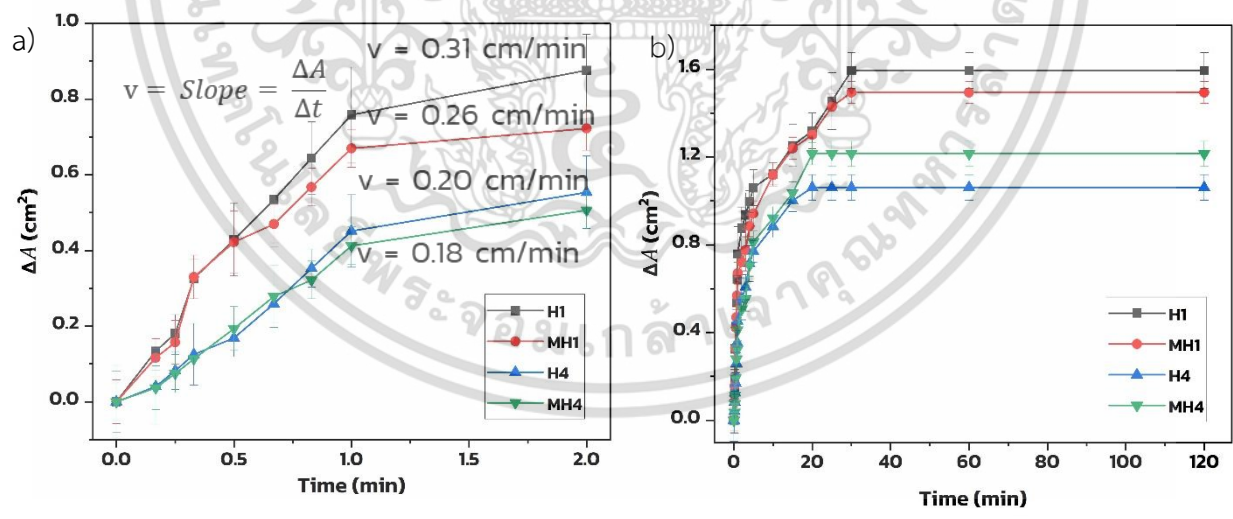 a)
1.0
0.8
0.6
0.4
0.2
0.0
ΔA (cm²)
v = Slope = ΔA
Δt
v = 0.31 cm/min
v = 0.26 cm/min
v = 0.20 cm/min
v = 0.18 cm/min
H1
MH1
H4
MH4
0.0 0.5 1.0 1.5 2.0
Time (min)
b)
1.6
1.2
0.8
0.4
0.0
ΔA (cm²)
H1
MH1
H4
MH4
0 20 40 60 80 100 120
Time (min)